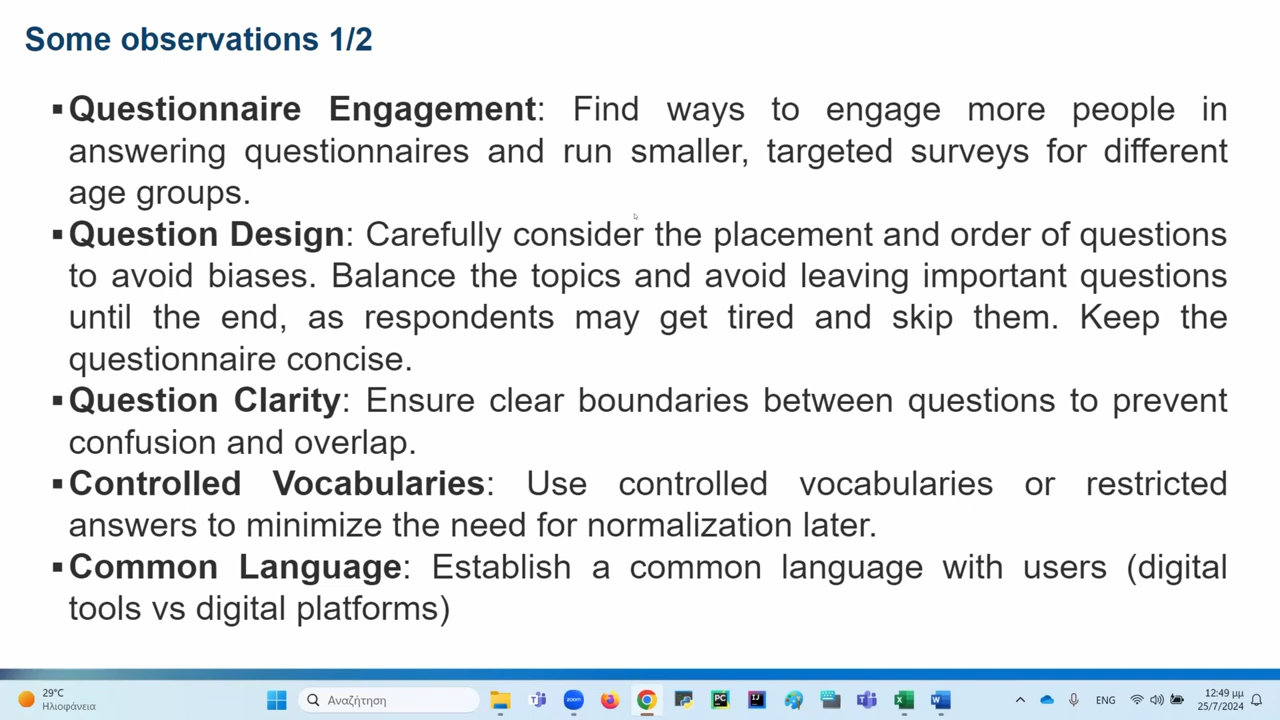 Some observations 1/2
▪Questionnaire Engagement: Find ways to engage more people in
answering questionnaires and run smaller, targeted surveys for different
age groups.
▪Question Design: Carefully consider the placement and order of questions
to avoid biases. Balance the topics and avoid leaving important questions
until the end, as respondents may get tired and skip them. Keep the
questionnaire concise.
▪Question Clarity: Ensure clear boundaries between questions to prevent
confusion and overlap.
▪Controlled Vocabularies: Use controlled vocabularies or restricted
answers to minimize the need for normalization later.
▪Common Language: Establish a common language with users (digital
tools vs digital platforms)
29°C
Ηλιοφάνεια
Αναζήτηση
zoom
PC
IJ
ENG
12:49 μμ
25/7/2024